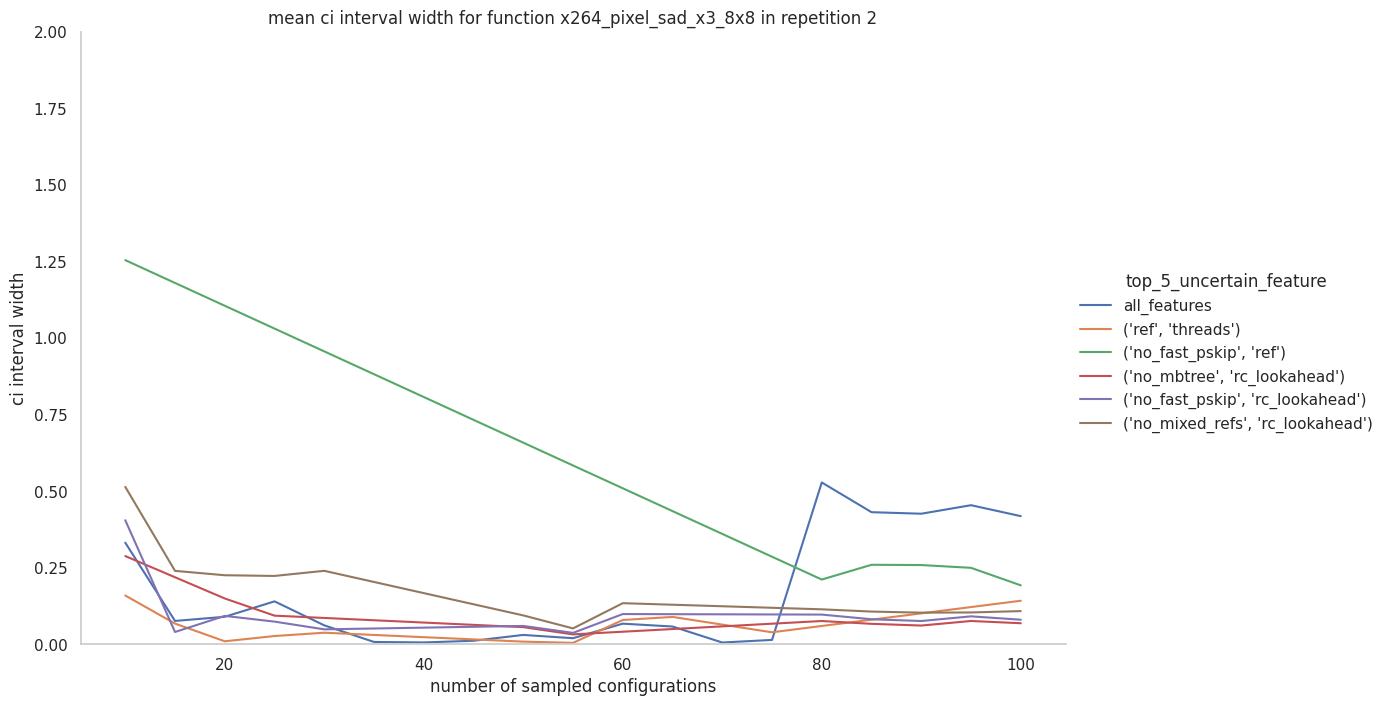 mean ci interval width for function x264_pixel_sad_x3_8x8 in repetition 2
2.00
1.75
1.50
1.25
1.00
0.75
0.50
0.25
0.00
ci interval width
20
40
60
80
100
number of sampled configurations
top_5_uncertain_feature
all_features
('ref', 'threads')
('no_fast_pskip', 'ref')
('no_mbtree', 'rc_lookahead')
('no_fast_pskip', 'rc_lookahead')
('no_mixed_refs', 'rc_lookahead')